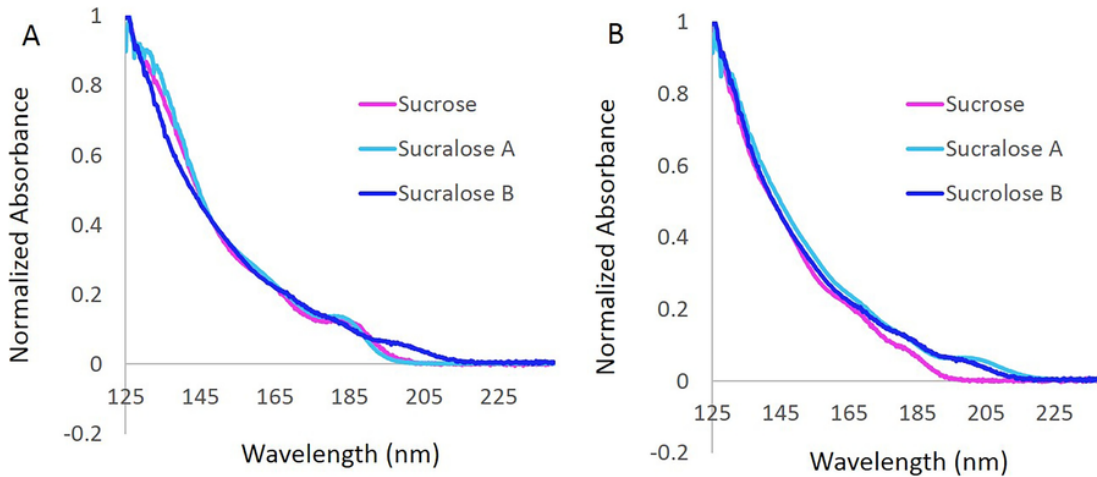 A
Normalized Absorbance
1
0.8
0.6
0.4
0.2
0
-0.2
125 145 165 185 205 225
Wavelength (nm)
Sucrose
Sucralose A
Sucralose B
B
Normalized Absorbance
1
0.8
0.6
0.4
0.2
0
-0.2
125 145 165 185 205 225
Wavelength (nm)
Sucrose
Sucralose A
Sucrolose B